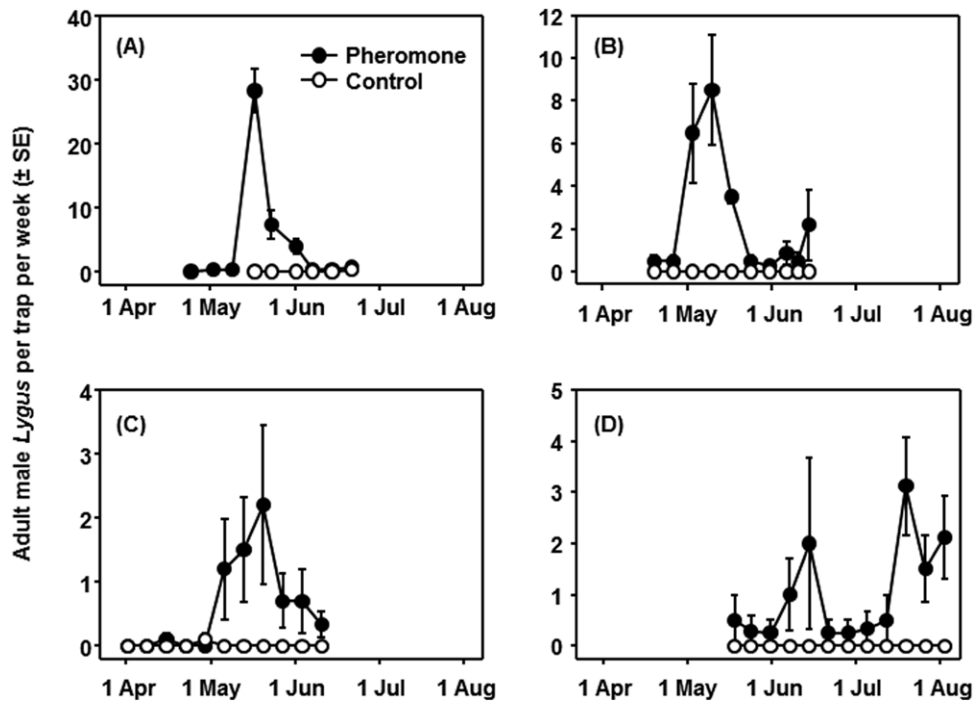 Adult male Lygus per trap per week (± SE)
(A)
Pheromone
Control
40
30
20
10
0
1 Apr 1 May 1 Jun 1 Jul 1 Aug
(B)
12
10
8
6
4
2
0
1 Apr 1 May 1 Jun 1 Jul 1 Aug
(C)
4
3
2
1
0
1 Apr 1 May 1 Jun 1 Jul 1 Aug
(D)
5
4
3
2
1
0
1 Apr 1 May 1 Jun 1 Jul 1 Aug